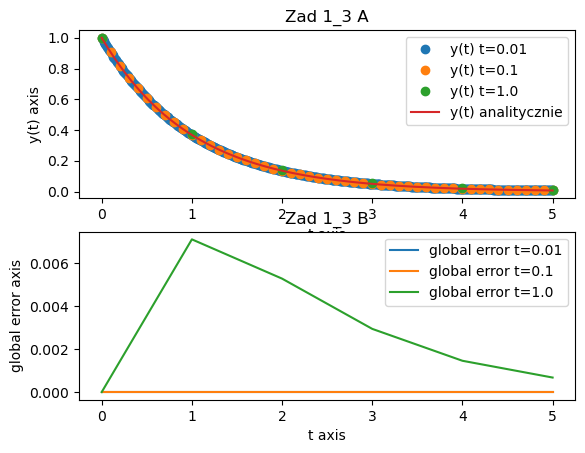 Zad 1_3 A
1.0
0.8
0.6
0.4
0.2
0.0
y(t) axis
y(t) t=0.01
y(t) t=0.1
y(t) t=1.0
y(t) analitycznie
0 1 2 3 4 5
t axis
Zad 1_3 B
0.006
0.004
0.002
0.000
global error axis
global error t=0.01
global error t=0.1
global error t=1.0
0 1 2 3 4 5
t axis